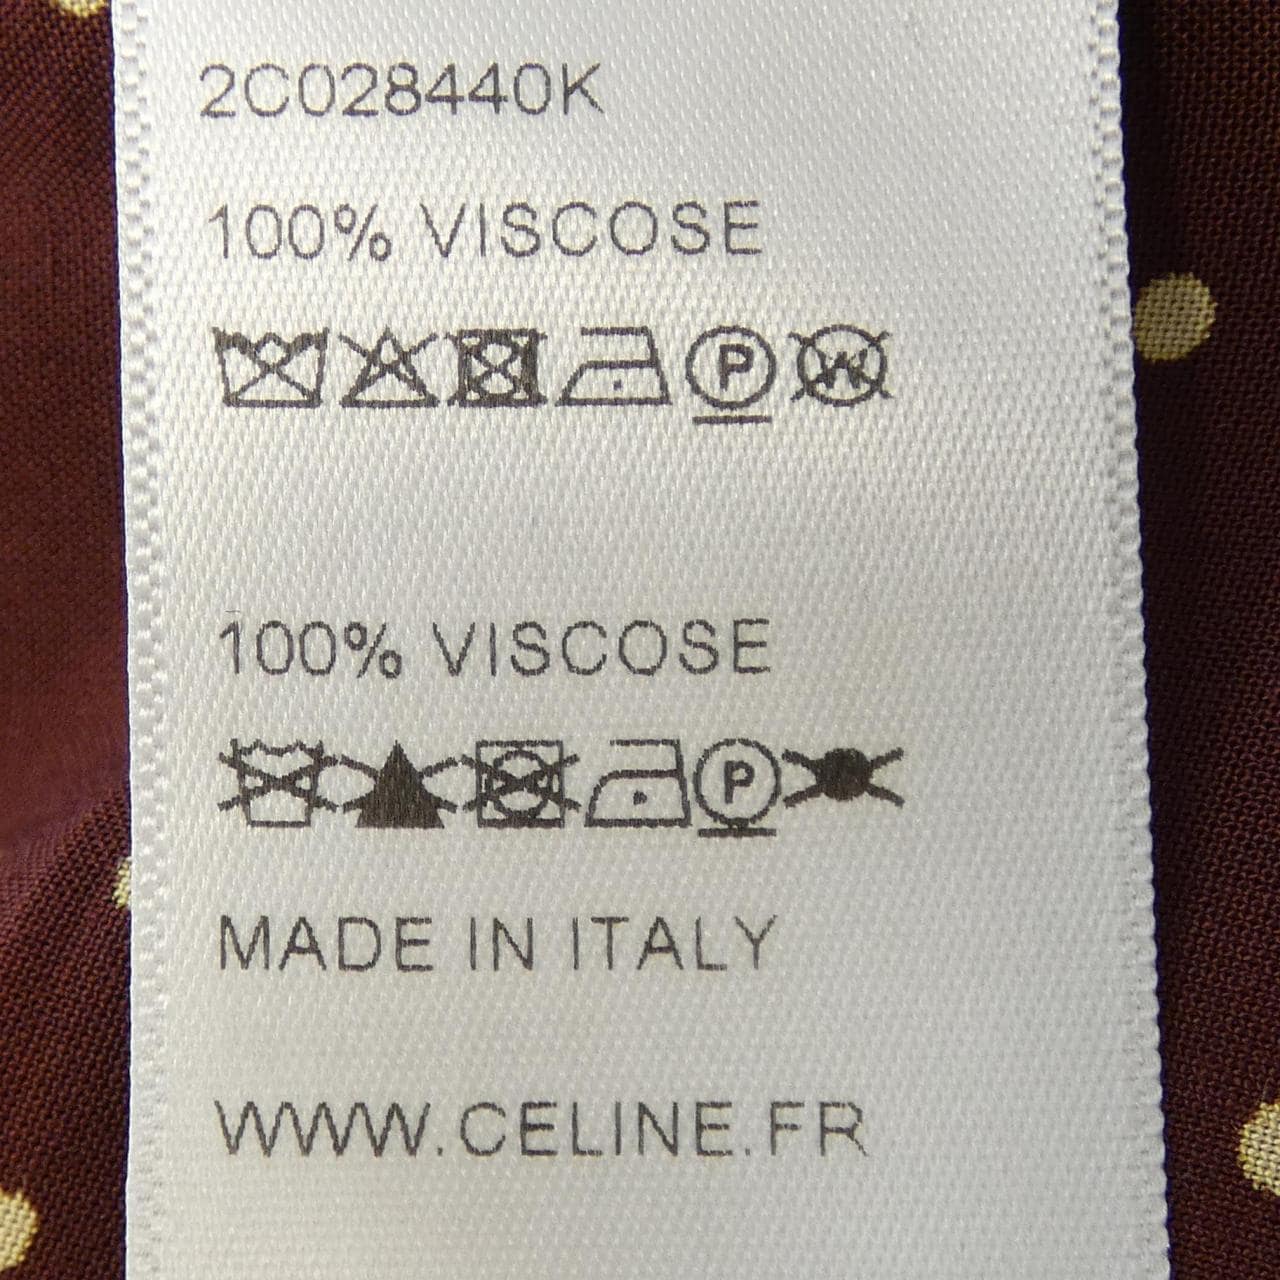 2C028440K
100% VISCOSE
P W
100% VISCOSE
P
MADE IN ITALY
WWW.CELINE.FR